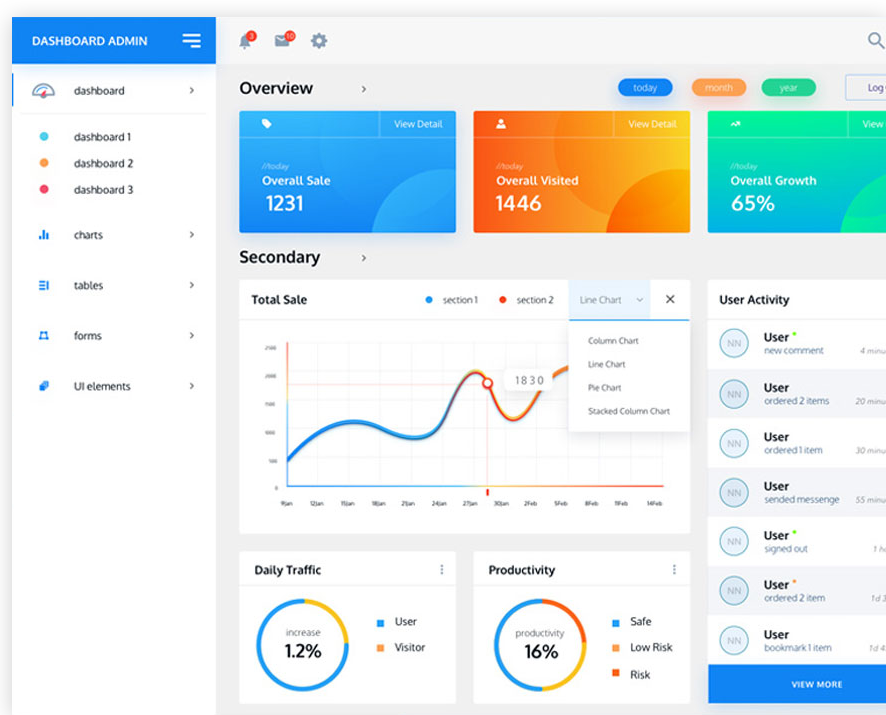 DASHBOARD ADMIN
3
10
dashboard
dashboard 1
dashboard 2
dashboard 3
charts
tables
forms
UI elements
Overview
today
month
year
Log
View Detail
//today
Overall Sale
1231
View Detail
//today
Overall Visited
1446
View
//today
Overall Growth
65%
Secondary
Total Sale
section 1
section 2
Line Chart
Column Chart
Line Chart
Pie Chart
Stacked Column Chart
2500
2000
1500
1000
500
0
1830
9Jan 12Jan 15Jan 18Jan 21Jan 24Jan 27Jan 30Jan 2Feb 5Feb 8Feb 11Feb 14Feb
User Activity
NN
User
new comment
4 minu
NN
User
ordered 2 items
20 minu
NN
User
ordered 1 item
30 minu
NN
User
sended messenge
55 minu
NN
User
signed out
1 h
NN
User
ordered 2 item
1d 3
NN
User
bookmark 1 item
1d 4
VIEW MORE
Daily Traffic
increase
1.2%
User
Visitor
Productivity
productivity
16%
Safe
Low Risk
Risk